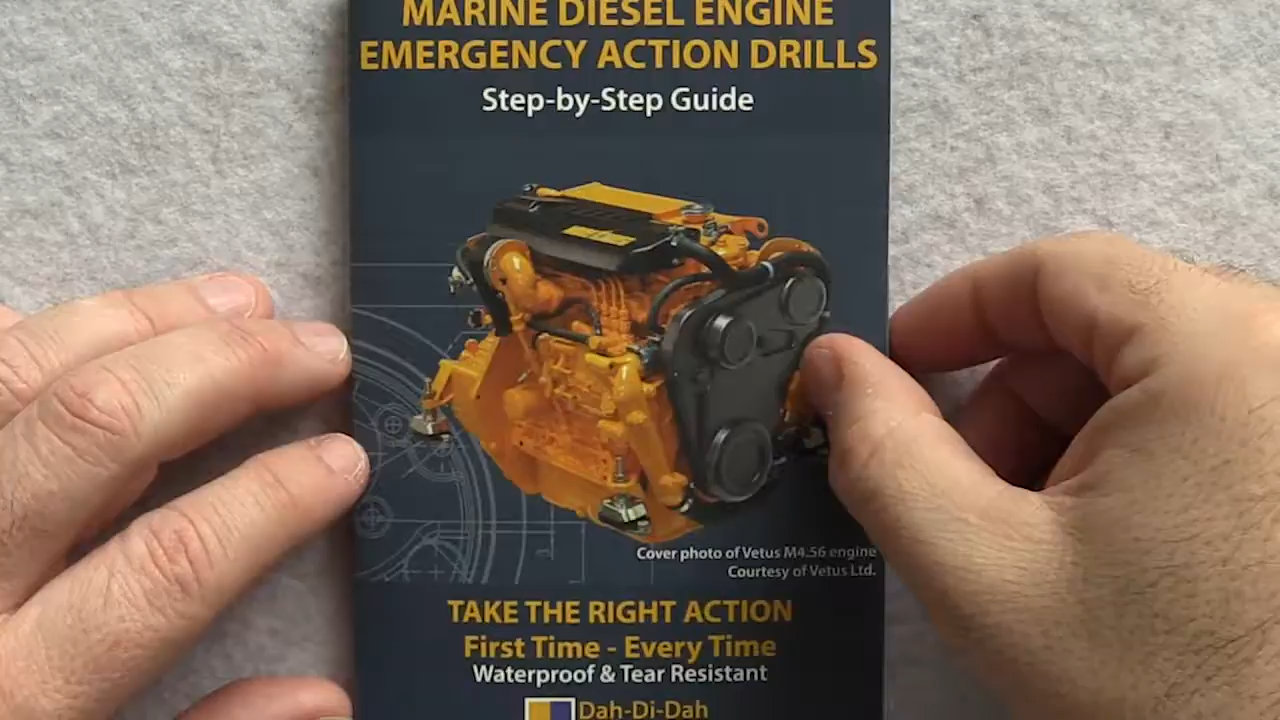 MARINE DIESEL ENGINE
EMERGENCY ACTION DRILLS
Step-by-Step Guide
Cover photo of Vetus M4.56 engine
Courtesy of Vetus Ltd.
TAKE THE RIGHT ACTION
First Time - Every Time
Waterproof & Tear Resistant
Dah-Di-Dah